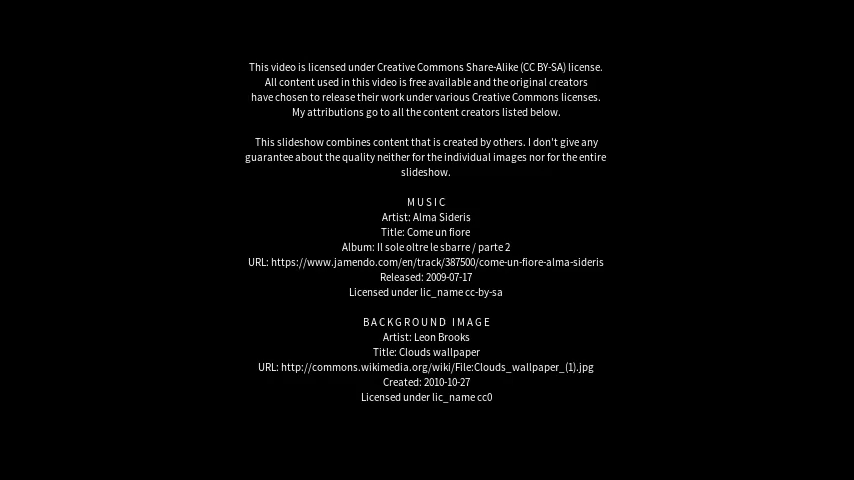 This video is licensed under Creative Commons Share-Alike (CC BY-SA) license.
All content used in this video is free available and the original creators
have chosen to release their work under various Creative Commons licenses.
My attributions go to all the content creators listed below.
This slideshow combines content that is created by others. I don't give any
guarantee about the quality neither for the individual images nor for the entire
slideshow.
MUSIC
Artist: Alma Sideris
Title: Come un fiore
Album: Il sole oltre le sbarre / parte 2
URL: https://www.jamendo.com/en/track/387500/come-un-fiore-alma-sideris
Released: 2009-07-17
Licensed under lic_name cc-by-sa
BACKGROUND IMAGE
Artist: Leon Brooks
Title: Clouds wallpaper
URL: http://commons.wikimedia.org/wiki/File:Clouds_wallpaper_(1).jpg
Created: 2010-10-27
Licensed under lic_name cc0